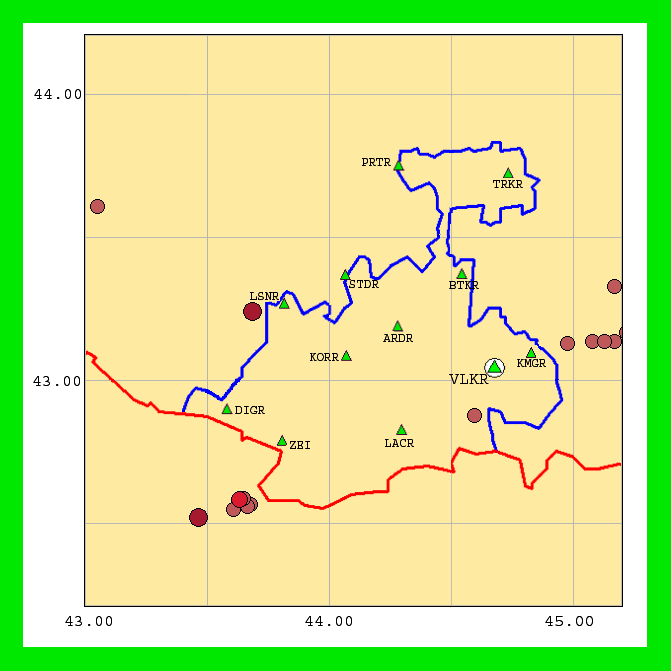 44.00
PRTR
TRKR
STDR
BTKR
LSNR
ARDR
KORR
KMGR
43.00
VLKR
DIGR
LACR
ZEI
43.00 44.00 45.00